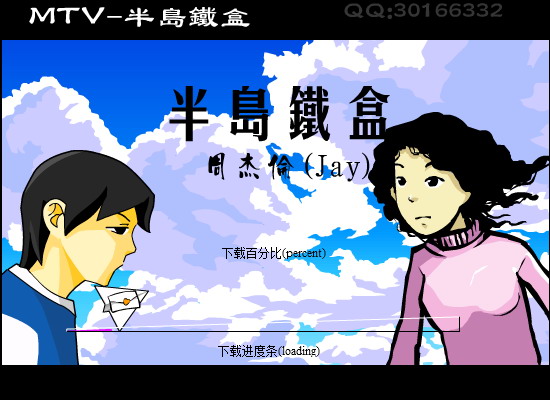 MTV-半島鐵盒
QQ:30166332
半島鐵盒
周杰倫(Jay)
下载百分比(percent)
下载进度条(loading)